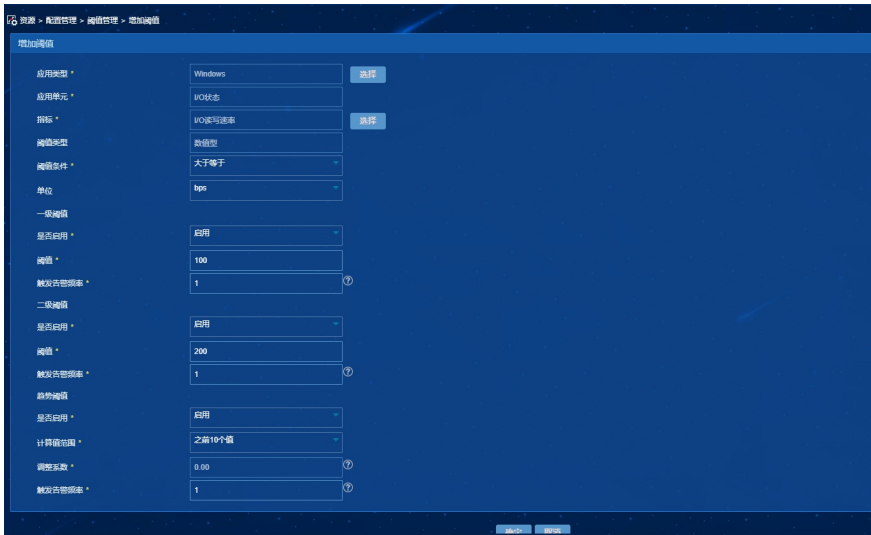 资源 > 配置管理 > 阈值管理 > 增加阈值
增加阈值
应用类型 * Windows 选择
应用单元 * I/O状态
指标 * I/O读写速率 选择
阈值类型 数值型
阈值条件 * 大于等于
单位 bps
一级阈值
是否启用 * 启用
阈值 * 100
触发告警频率 * 1 ?
二级阈值
是否启用 * 启用
阈值 * 200
触发告警频率 * 1 ?
趋势阈值
是否启用 * 启用
计算值范围 * 之前10个值
调整系数 * 0.00 ?
触发告警频率 * 1 ?
确定 取消